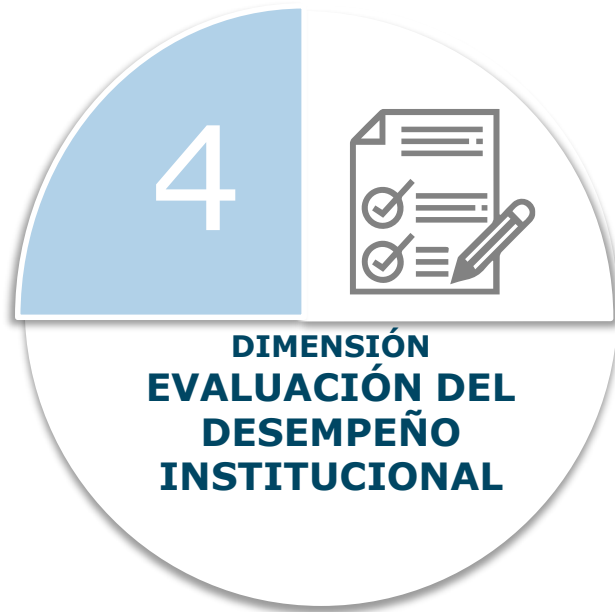 4
DIMENSIÓN
EVALUACIÓN DEL
DESEMPEÑO
INSTITUCIONAL